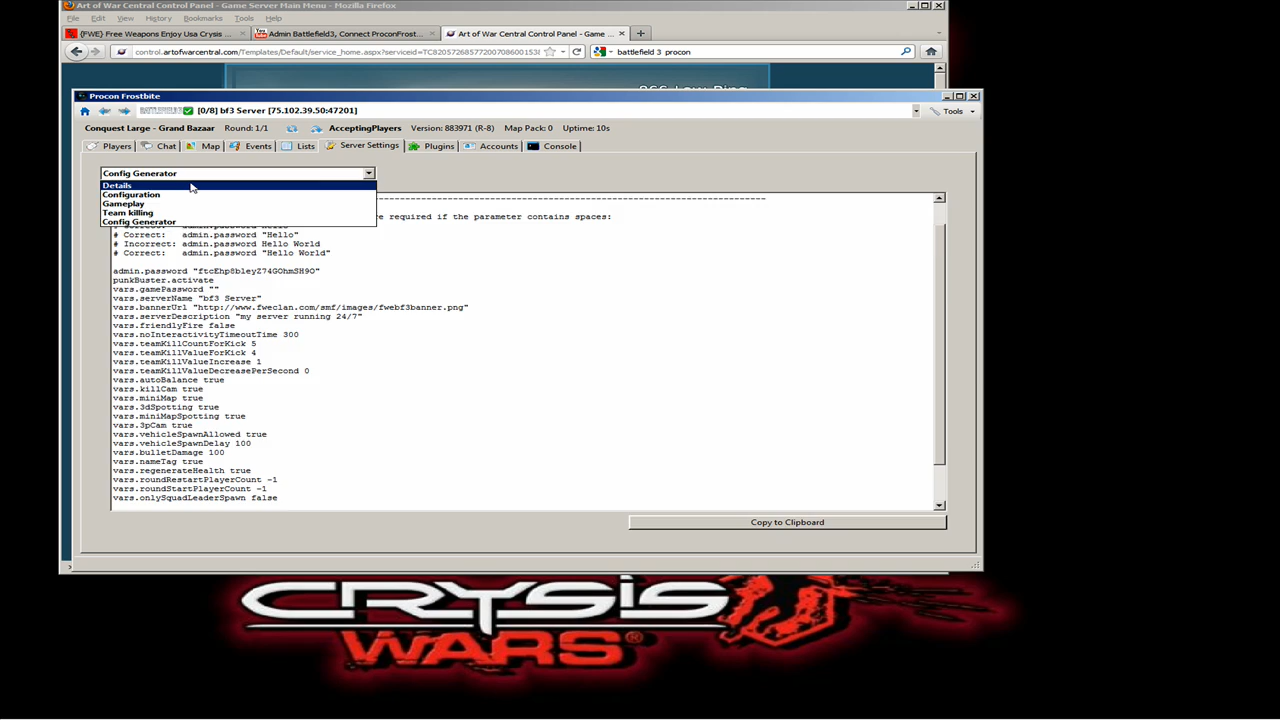 Art of War Central Control Panel - Game Server Main Menu - Mozilla Firefox
File Edit View History Bookmarks Tools Help
{FWE} Free Weapons Enjoy Usa Crysis ... Admin Battlefield3, Connect ProconFrost... Art of War Central Control Panel - Game ...
control.artofwarcentral.com/Templates/Default/service_home.aspx?serviceid=TC82057268577200708600153 battlefield 3 procon
Procon Frostbite
[0/8] bf3 Server [75.102.39.50:47201] Tools
Conquest Large - Grand Bazaar Round: 1/1 AcceptingPlayers Version: 883971 (R-8) Map Pack: 0 Uptime: 10s
Players Chat Map Events Lists Server Settings Plugins Accounts Console
Config Generator
Details
Configuration
Gameplay
Team killing
Config Generator
re required if the parameter contains spaces:
# Correct: admin.password "Hello"
# Incorrect: admin.password Hello World
# Correct: admin.password "Hello World"
admin.password "ftcEhp8bleyZ74GOhmSH9O"
punkBuster.activate
vars.gamePassword ""
vars.serverName "bf3 Server"
vars.bannerUrl "http://www.fweclan.com/smf/images/fwebf3banner.png"
vars.serverDescription "my server running 24/7"
vars.friendlyFire false
vars.noInteractivityTimeoutTime 300
vars.teamKillCountForKick 5
vars.teamKillValueForKick 4
vars.teamKillValueIncrease 1
vars.teamKillValueDecreasePerSecond 0
vars.autoBalance true
vars.killCam true
vars.miniMap true
vars.3dSpotting true
vars.miniMapSpotting true
vars.3pCam true
vars.vehicleSpawnAllowed true
vars.vehicleSpawnDelay 100
vars.bulletDamage 100
vars.nameTag true
vars.regenerateHealth true
vars.roundRestartPlayerCount -1
vars.roundStartPlayerCount -1
vars.onlySquadLeaderSpawn false
Copy to Clipboard
CRYSIS
WARS®